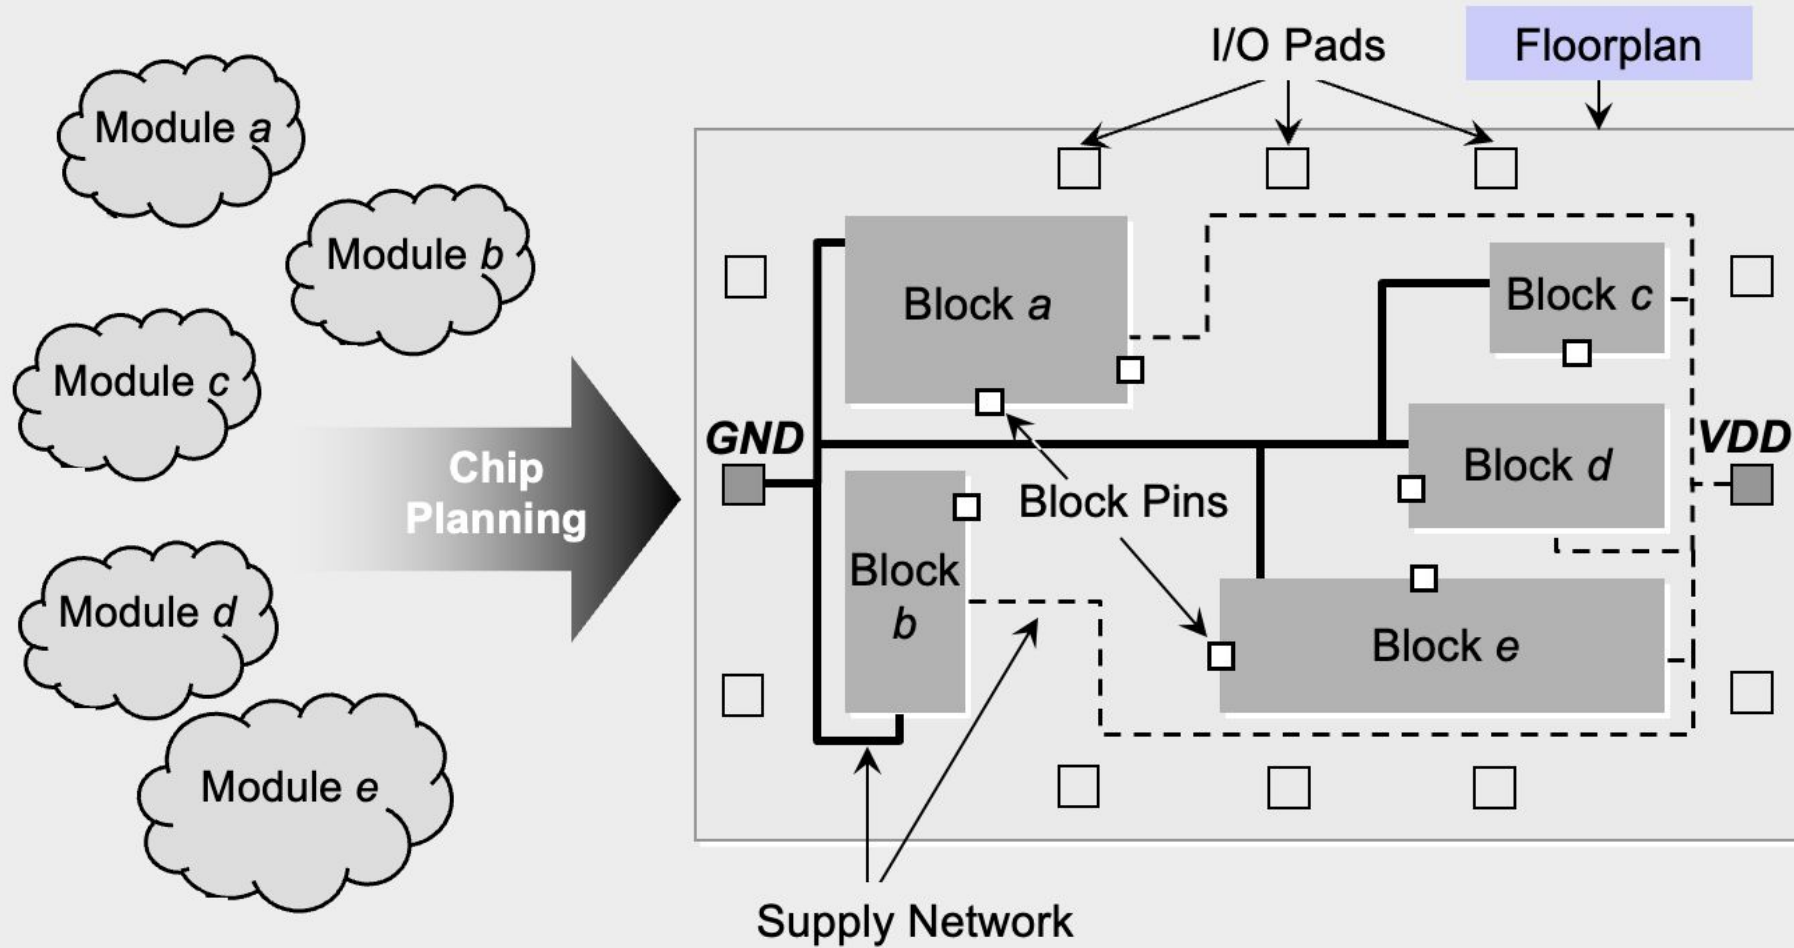 I/O Pads
Floorplan
Module a
Module b
Module c
Module d
Module e
Chip
Planning
Block a
Block c
GND
VDD
Block d
Block Pins
Block
b
Block e
Supply Network